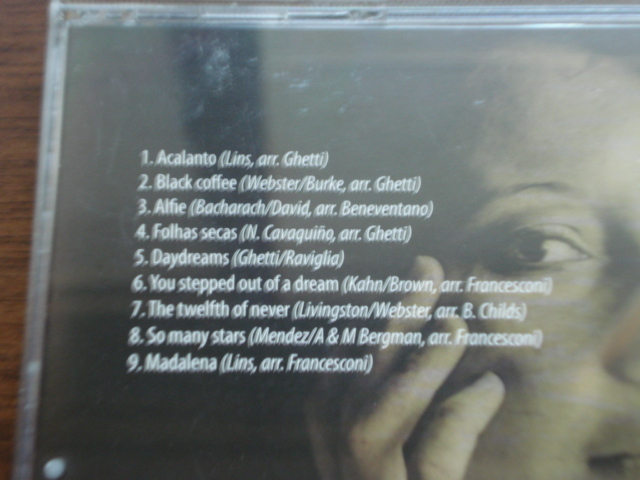 1. Acalanto (Lins, arr. Ghetti)
2. Black coffee (Webster/Burke, arr. Ghetti)
3. Alfie (Bacharach/David, arr. Beneventano)
4. Folhas secas (N. Cavaquiño, arr. Ghetti)
5. Daydreams (Ghetti/Raviglia)
6. You stepped out of a dream (Kahn/Brown, arr. Francesconi)
7. The twelfth of never (Livingston/Webster, arr. B. Childs)
8. So many stars (Mendez/A & M Bergman, arr. Francesconi)
9. Madalena (Lins, arr. Francesconi)